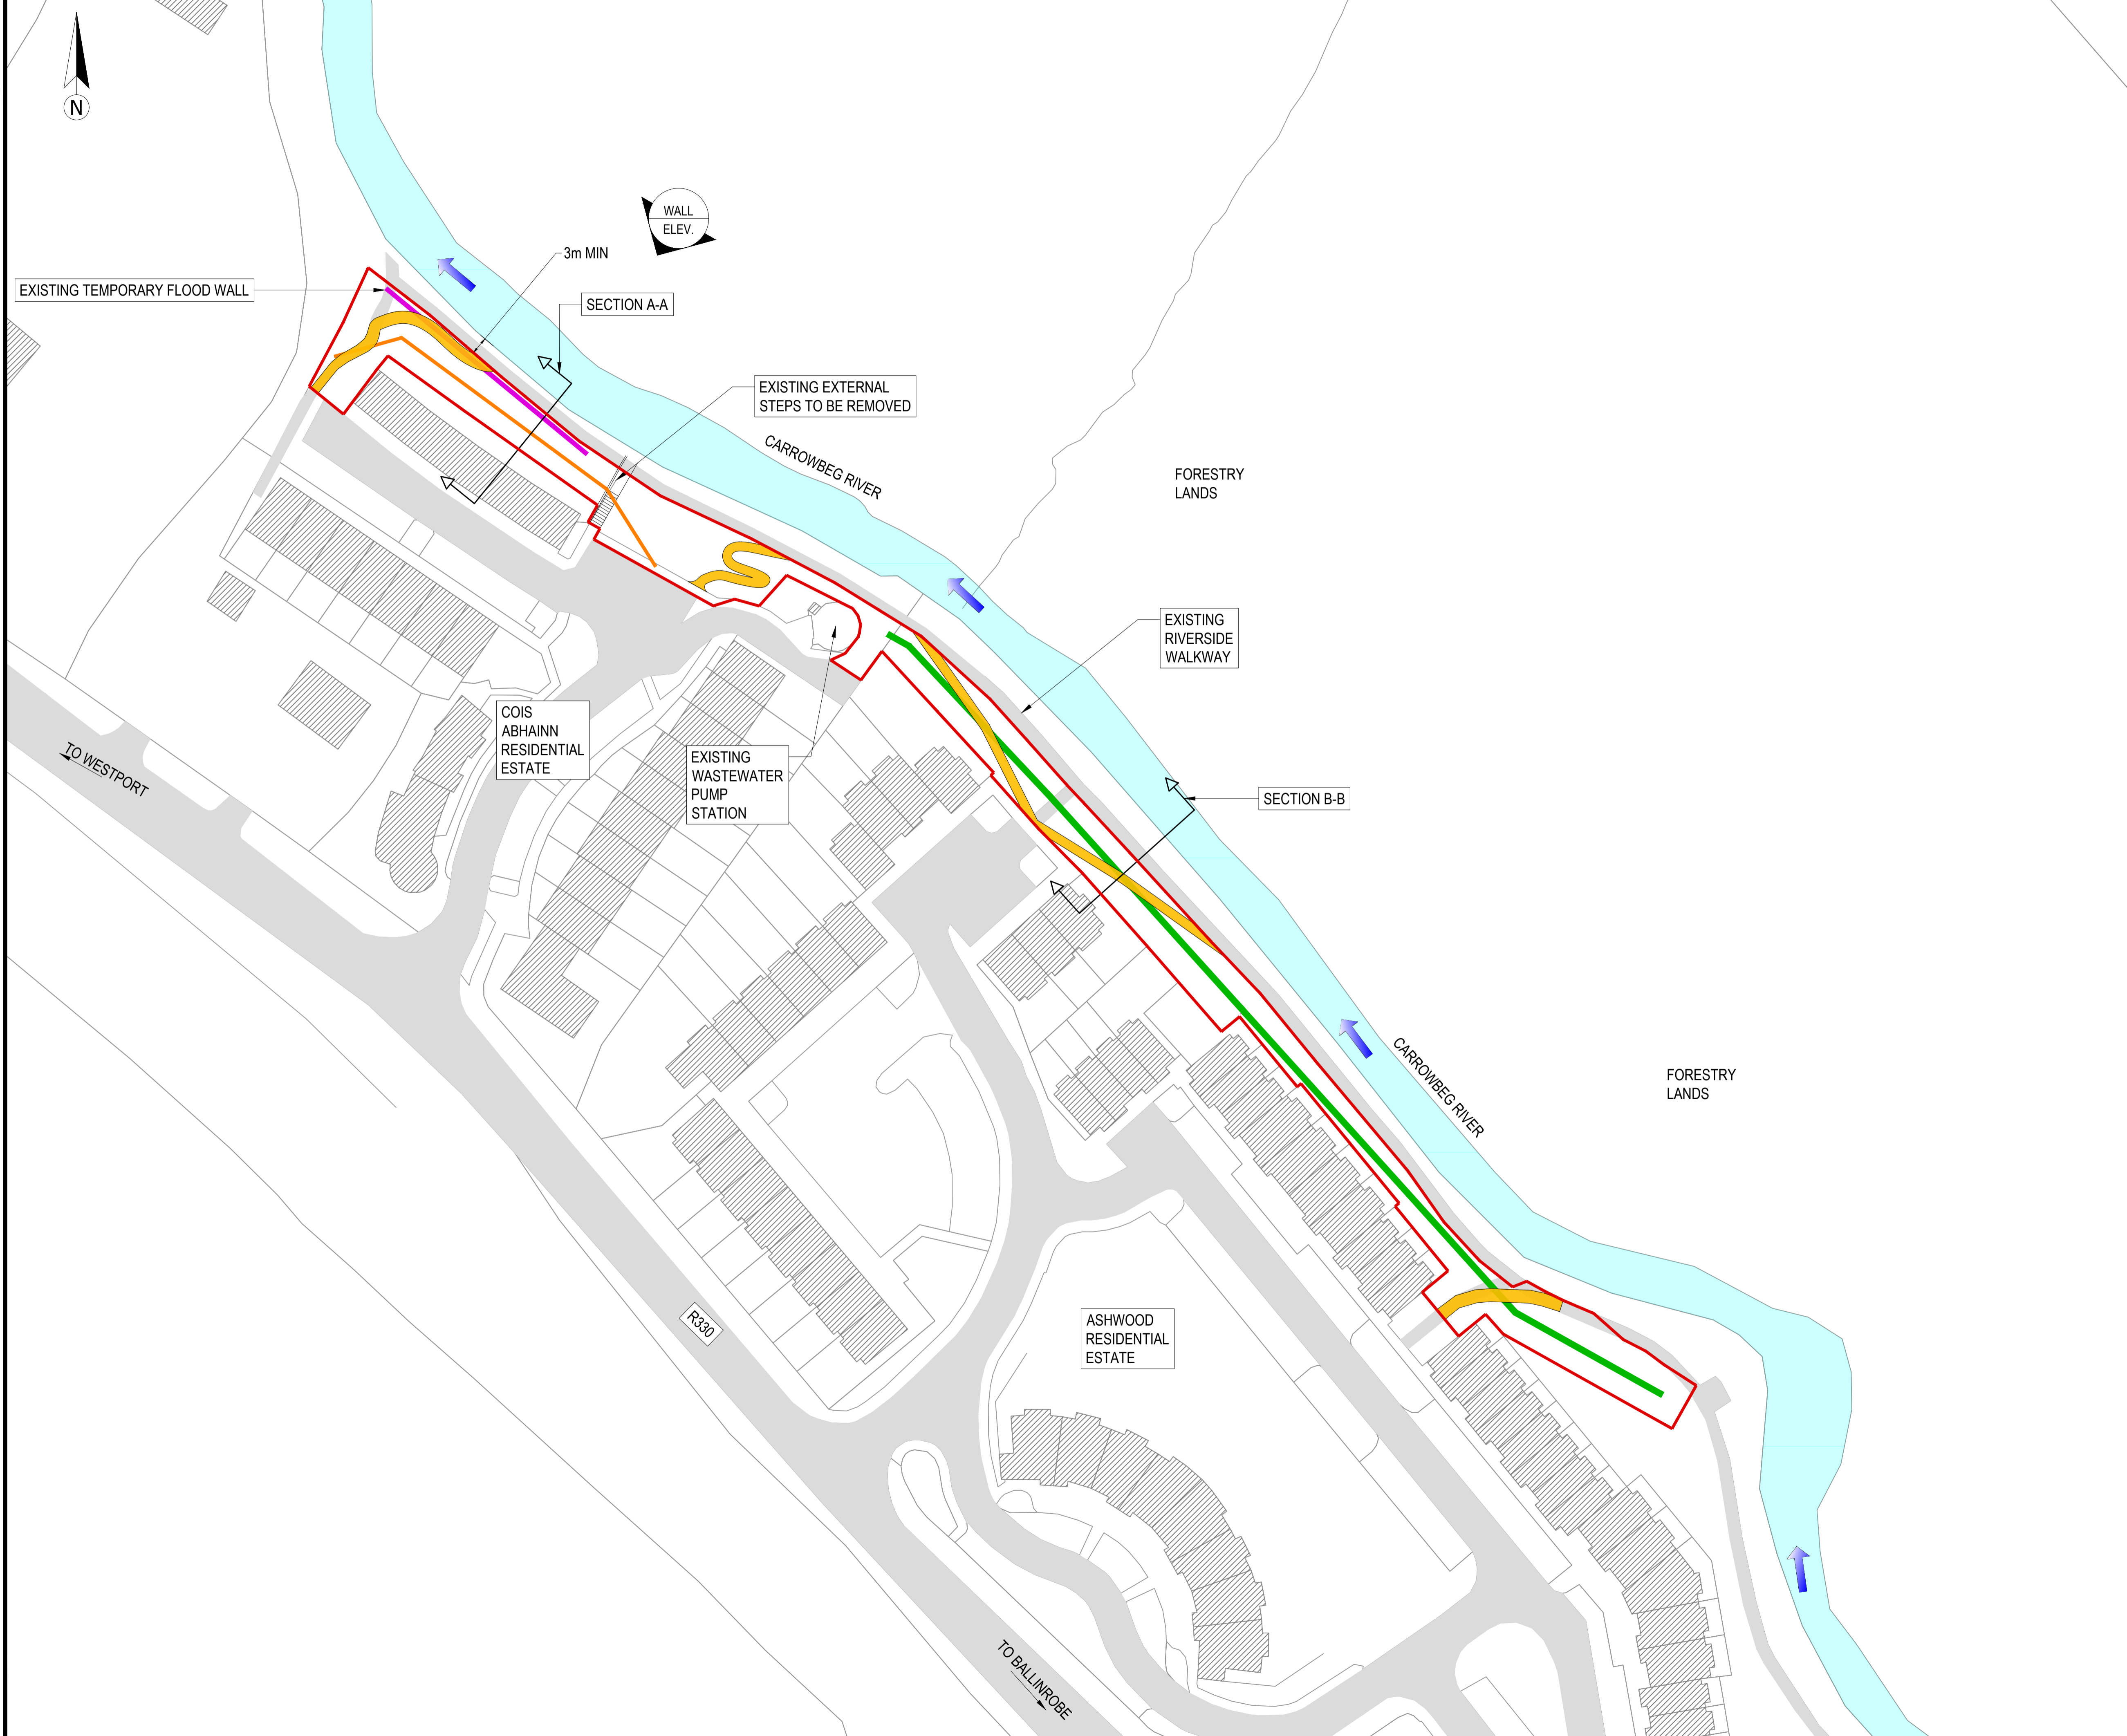 N
WALL
ELEV.
3m MIN
EXISTING TEMPORARY FLOOD WALL
SECTION A-A
EXISTING EXTERNAL
STEPS TO BE REMOVED
CARROWBEG RIVER
FORESTRY
LANDS
EXISTING
RIVERSIDE
WALKWAY
COIS
ABHAINN
RESIDENTIAL
ESTATE
TO WESTPORT
EXISTING
WASTEWATER
PUMP
STATION
SECTION B-B
CARROWBEG RIVER
FORESTRY
LANDS
R330
ASHWOOD
RESIDENTIAL
ESTATE
TO BALLINROBE